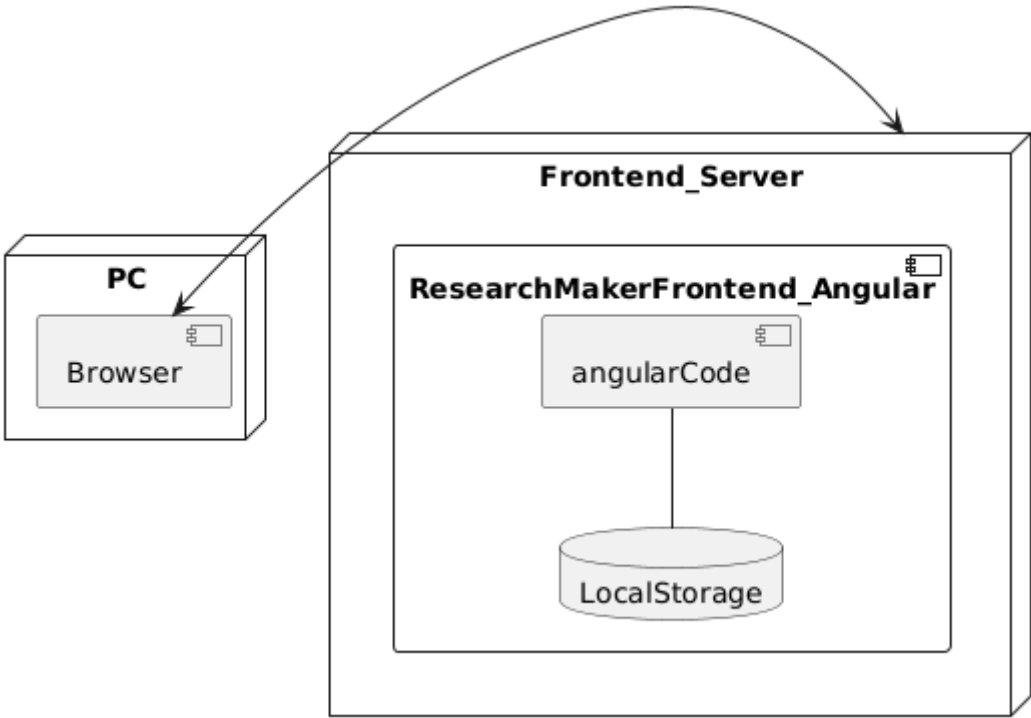 Frontend_Server
PC
ResearchMakerFrontend_Angular
Browser
angularCode
LocalStorage